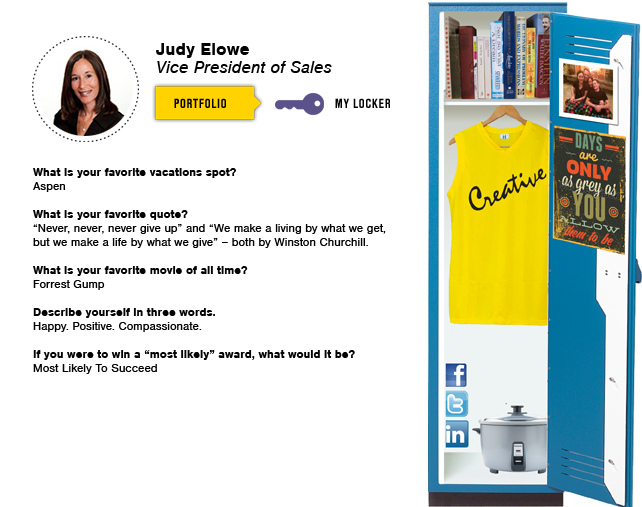 Judy Elowe
Vice President of Sales
PORTFOLIO
MY LOCKER
What is your favorite vacations spot?
Aspen
What is your favorite quote?
“Never, never, never give up” and “We make a living by what we get,
but we make a life by what we give” – both by Winston Churchill.
What is your favorite movie of all time?
Forrest Gump
Describe yourself in three words.
Happy. Positive. Compassionate.
If you were to win a “most likely” award, what would it be?
Most Likely To Succeed
Creative
DAYS
are
ONLY
as grey as
YOU
ALLOW
them to be
f
t
in